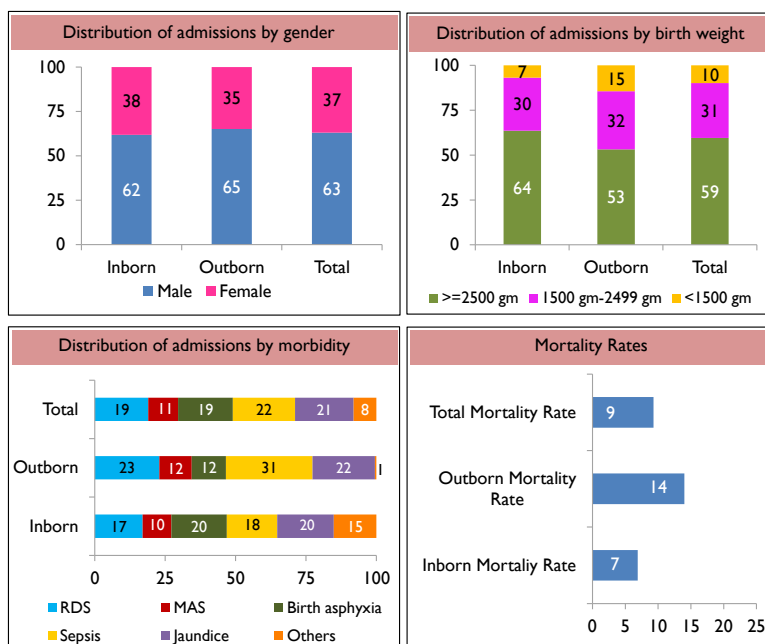 Distribution of admissions by gender
100
75
50
25
0
38 35 37
62 65 63
Inborn Outborn Total
Male Female
Distribution of admissions by birth weight
100
75
50
25
0
7 15 10
30 32 31
64 53 59
Inborn Outborn Total
>=2500 gm 1500 gm-2499 gm <1500 gm
Distribution of admissions by morbidity
Total 19 11 19 22 21 8
Outborn 23 12 12 31 22 1
Inborn 17 10 20 18 20 15
0 25 50 75 100
RDS MAS Birth asphyxia
Sepsis Jaundice Others
Mortality Rates
Total Mortality Rate 9
Outborn Mortality
Rate 14
Inborn Mortaliy Rate 7
0 5 10 15 20 25